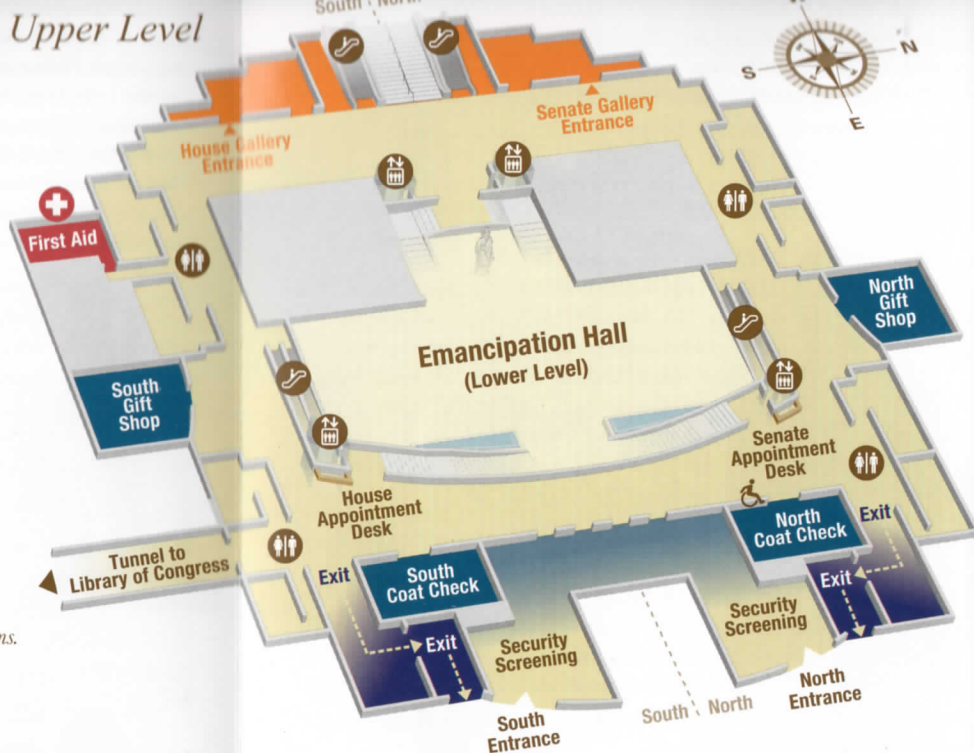 South North
Upper Level
N
S
E
Senate Gallery
Entrance
House Gallery
Entrance
First Aid
North
Gift
Shop
Emancipation Hall
(Lower Level)
South
Gift
Shop
Senate
Appointment
Desk
House
Appointment
Desk
North
Coat Check
Exit
Tunnel to
Library of Congress
Exit
South
Coat Check
Exit
Security
Screening
Exit
Security
Screening
South North
North
Entrance
South
Entrance